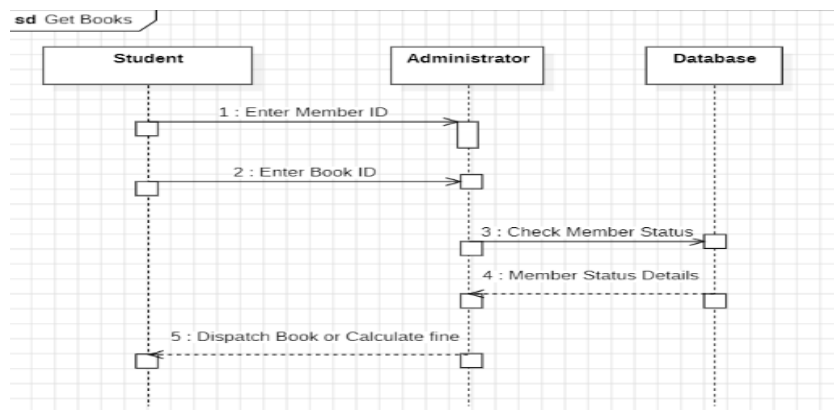 sd Get Books
Student
Administrator
Database
1 : Enter Member ID
2 : Enter Book ID
3 : Check Member Status
4 : Member Status Details
5 : Dispatch Book or Calculate fine